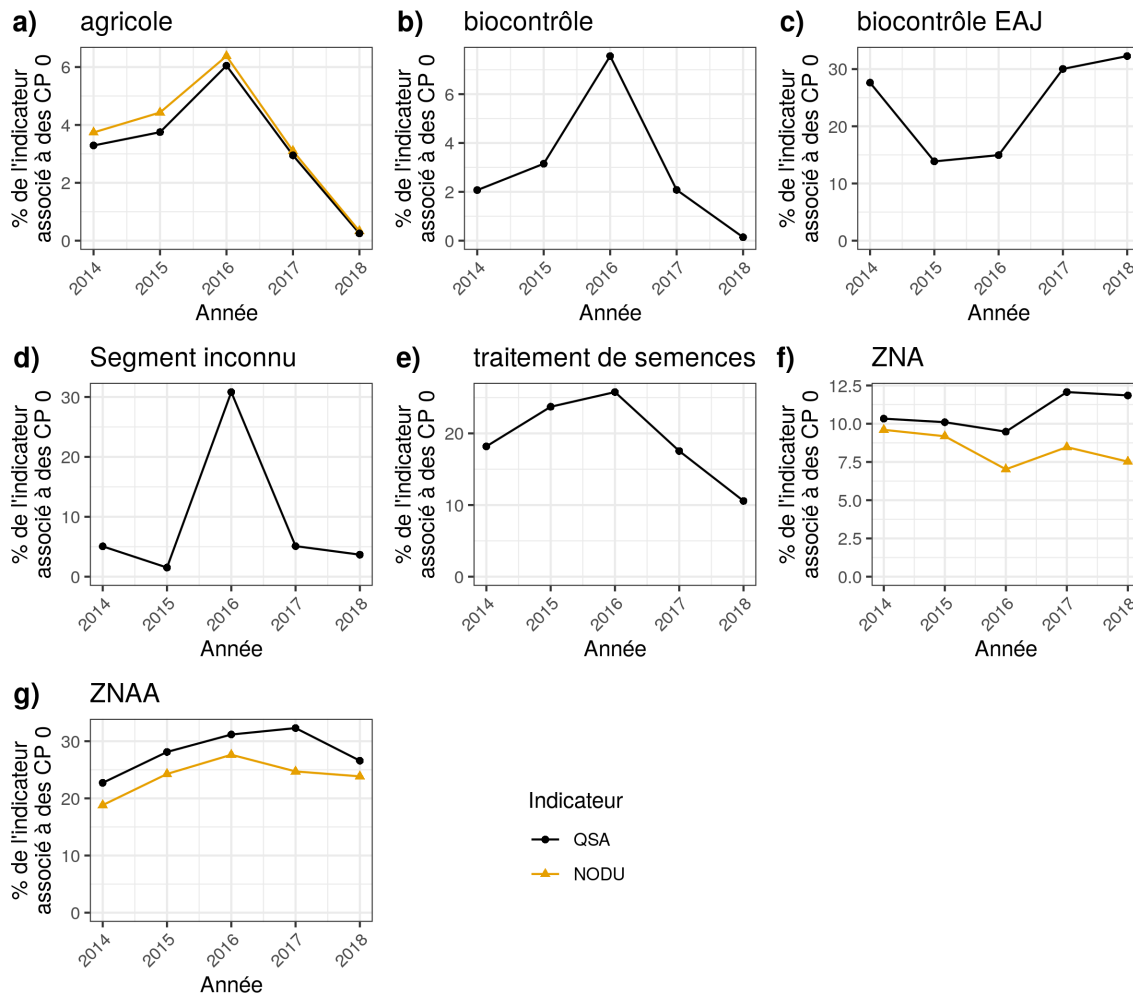 a) agricole
% de l'indicateur
associé à des CP 0
6
4
2
0
2014 2015 2016 2017 2018
Année
b) biocontrôle
% de l'indicateur
associé à des CP 0
6
4
2
0
2014 2015 2016 2017 2018
Année
c) biocontrôle EAJ
% de l'indicateur
associé à des CP 0
30
20
10
0
2014 2015 2016 2017 2018
Année
d) Segment inconnu
% de l'indicateur
associé à des CP 0
30
20
10
0
2014 2015 2016 2017 2018
Année
e) traitement de semences
% de l'indicateur
associé à des CP 0
20
10
0
2014 2015 2016 2017 2018
Année
f) ZNA
% de l'indicateur
associé à des CP 0
12.5
10.0
7.5
5.0
2.5
0.0
2014 2015 2016 2017 2018
Année
g) ZNAA
% de l'indicateur
associé à des CP 0
30
20
10
0
2014 2015 2016 2017 2018
Année
Indicateur
QSA
NODU